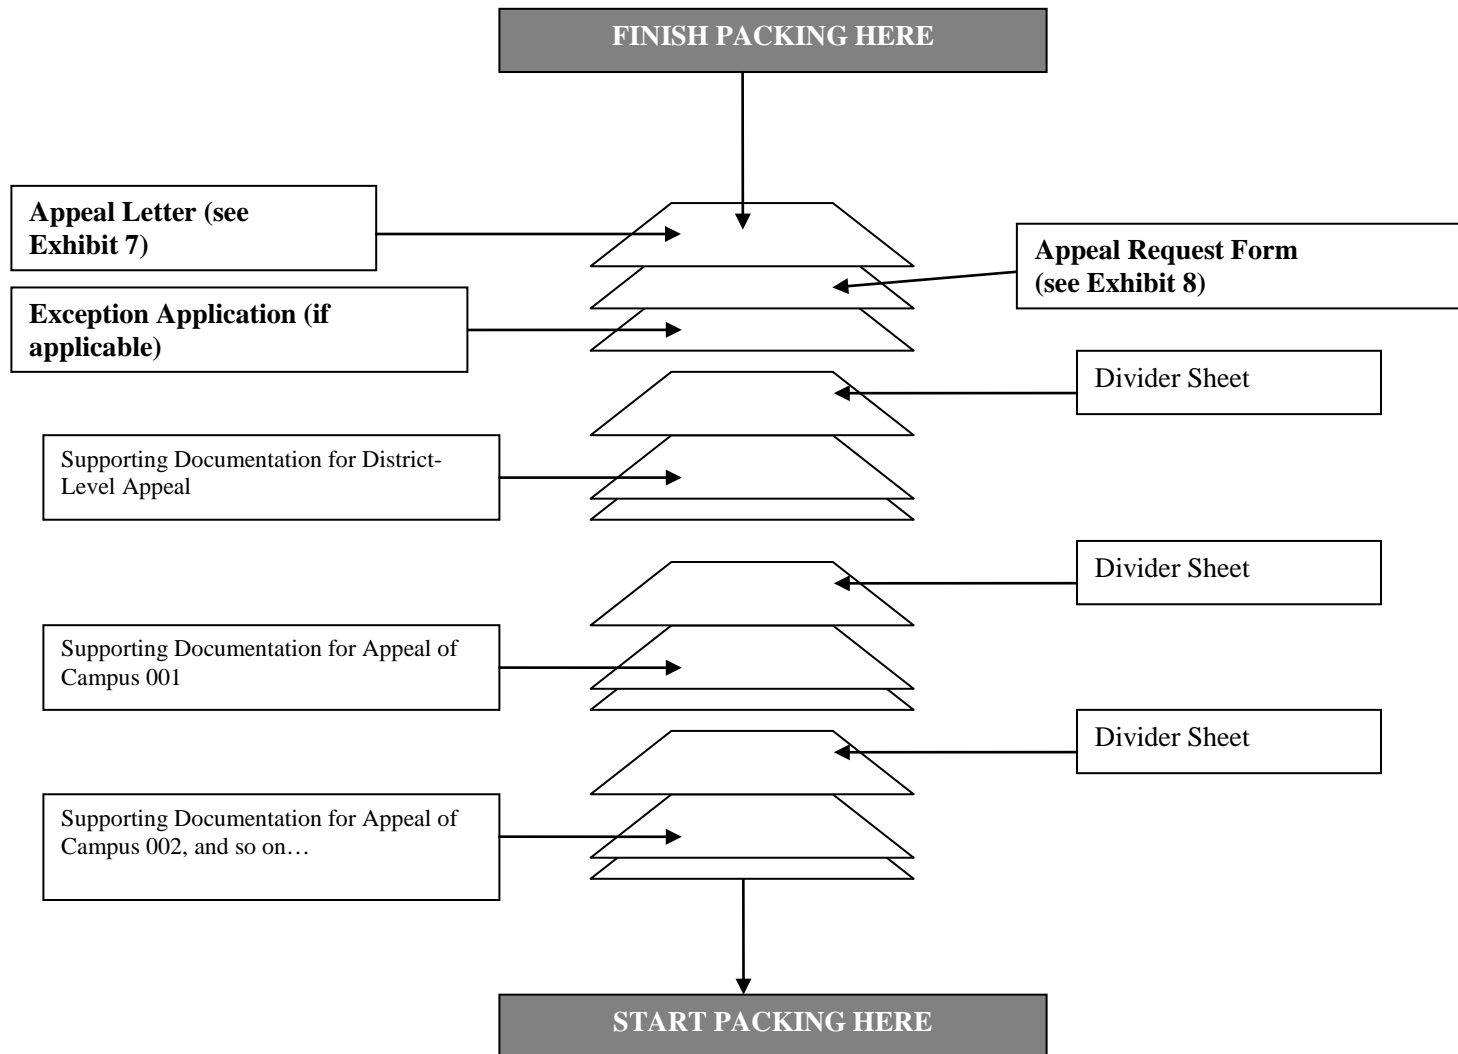 FINISH PACKING HERE
Appeal Letter (see
Exhibit 7)
Appeal Request Form
(see Exhibit 8)
Exception Application (if
applicable)
Divider Sheet
Supporting Documentation for District-
Level Appeal
Divider Sheet
Supporting Documentation for Appeal of
Campus 001
Divider Sheet
Supporting Documentation for Appeal of
Campus 002, and so on…
START PACKING HERE